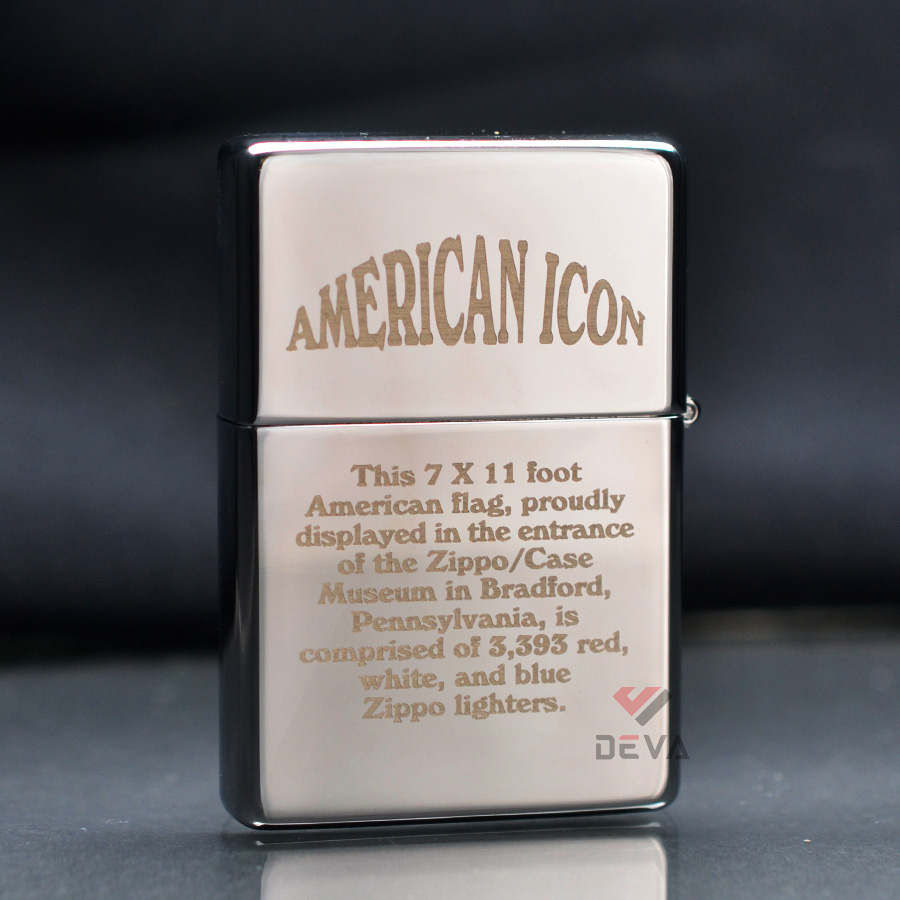 AMERICAN ICON
This 7 X 11 foot
American flag, proudly
displayed in the entrance
of the Zippo/Case
Museum in Bradford,
Pennsylvania, is
comprised of 3,393 red,
white, and blue
Zippo lighters.
DEVA